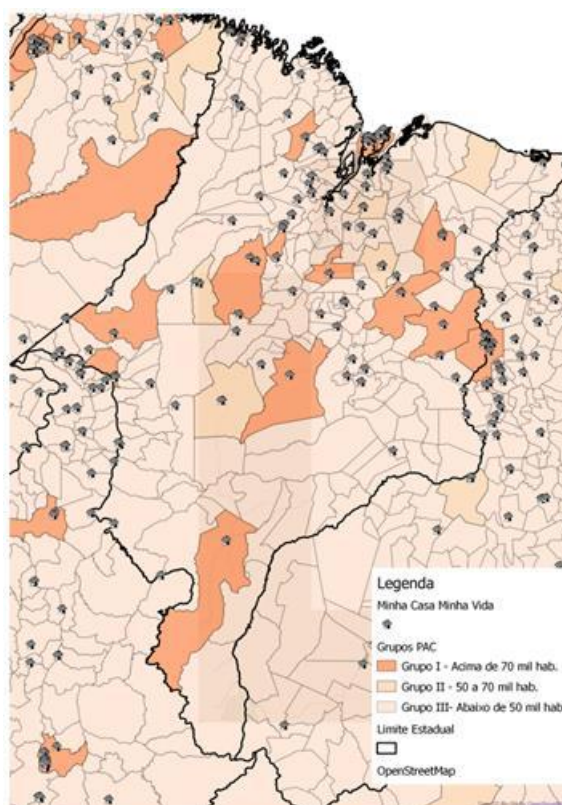 Legenda
Minha Casa Minha Vida
Grupos PAC
Grupo I - Acima de 70 mil hab.
Grupo II - 50 a 70 mil hab.
Grupo III- Abaixo de 50 mil hab
Limite Estadual
OpenStreetMap